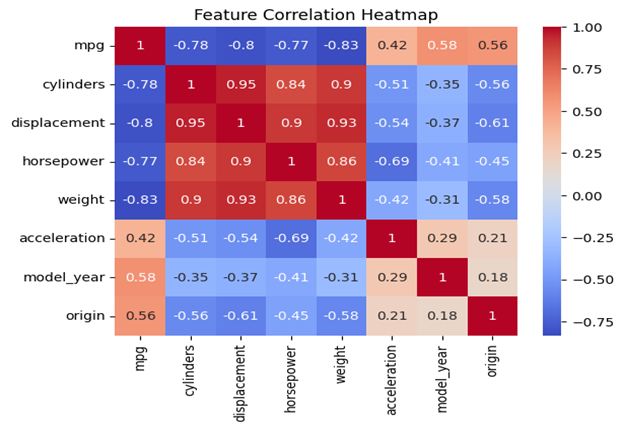 Feature Correlation Heatmap
mpg 1 -0.78 -0.8 -0.77 -0.83 0.42 0.58 0.56
cylinders -0.78 1 0.95 0.84 0.9 -0.51 -0.35 -0.56
displacement -0.8 0.95 1 0.9 0.93 -0.54 -0.37 -0.61
horsepower -0.77 0.84 0.9 1 0.86 -0.69 -0.41 -0.45
weight -0.83 0.9 0.93 0.86 1 -0.42 -0.31 -0.58
acceleration 0.42 -0.51 -0.54 -0.69 -0.42 1 0.29 0.21
model_year 0.58 -0.35 -0.37 -0.41 -0.31 0.29 1 0.18
origin 0.56 -0.56 -0.61 -0.45 -0.58 0.21 0.18 1
mpg cylinders displacement horsepower weight acceleration model_year origin
1.00
0.75
0.50
0.25
0.00
−0.25
−0.50
−0.75